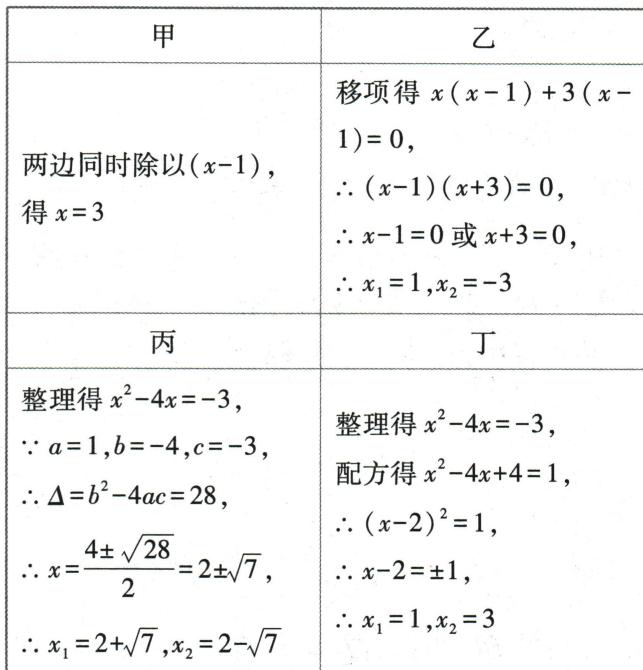 甲
两边同时除以(x-1),
得 x=3
乙
移项得 x(x-1)+3(x-
1)=0,
∴ (x-1)(x+3)=0,
∴ x-1=0 或 x+3=0,
∴ x₁=1,x₂=-3
丙
整理得 x²-4x=-3,
∵ a=1,b=-4,c=-3,
∴ Δ=b²-4ac=28,
∴ x=\frac{4±\sqrt{28}}{2}=2±√7,
∴ x₁=2+√7,x₂=2-√7
丁
整理得 x²-4x=-3,
配方得 x²-4x+4=1,
∴ (x-2)²=1,
∴ x-2=±1,
∴ x₁=1,x₂=3